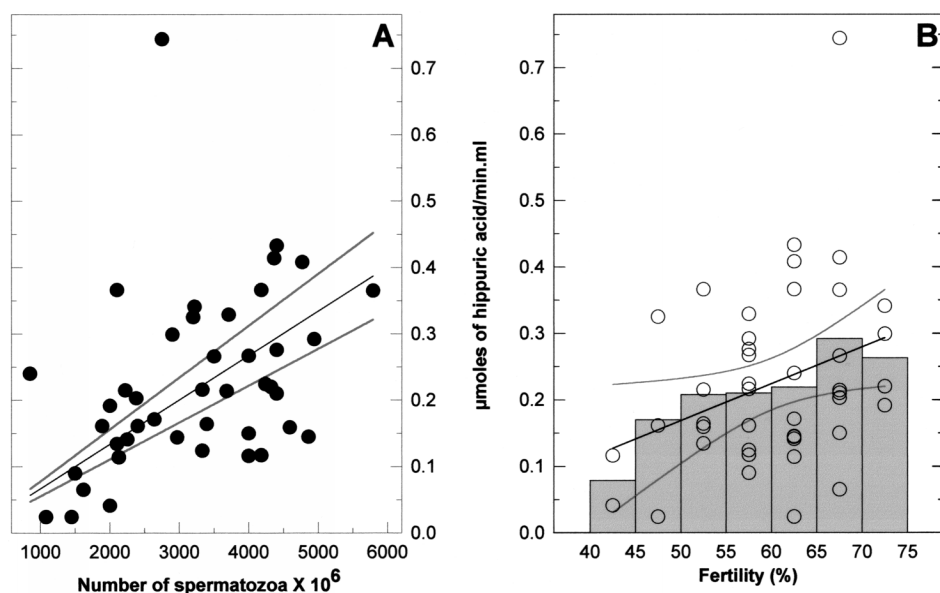 A
B
0.7
0.6
0.5
0.4
0.3
0.2
0.1
0.0
1000 2000 3000 4000 5000 6000
Number of spermatozoa X 10⁶
µmoles of hippuric acid/min.ml
0.7
0.6
0.5
0.4
0.3
0.2
0.1
0.0
40 45 50 55 60 65 70 75
Fertility (%)